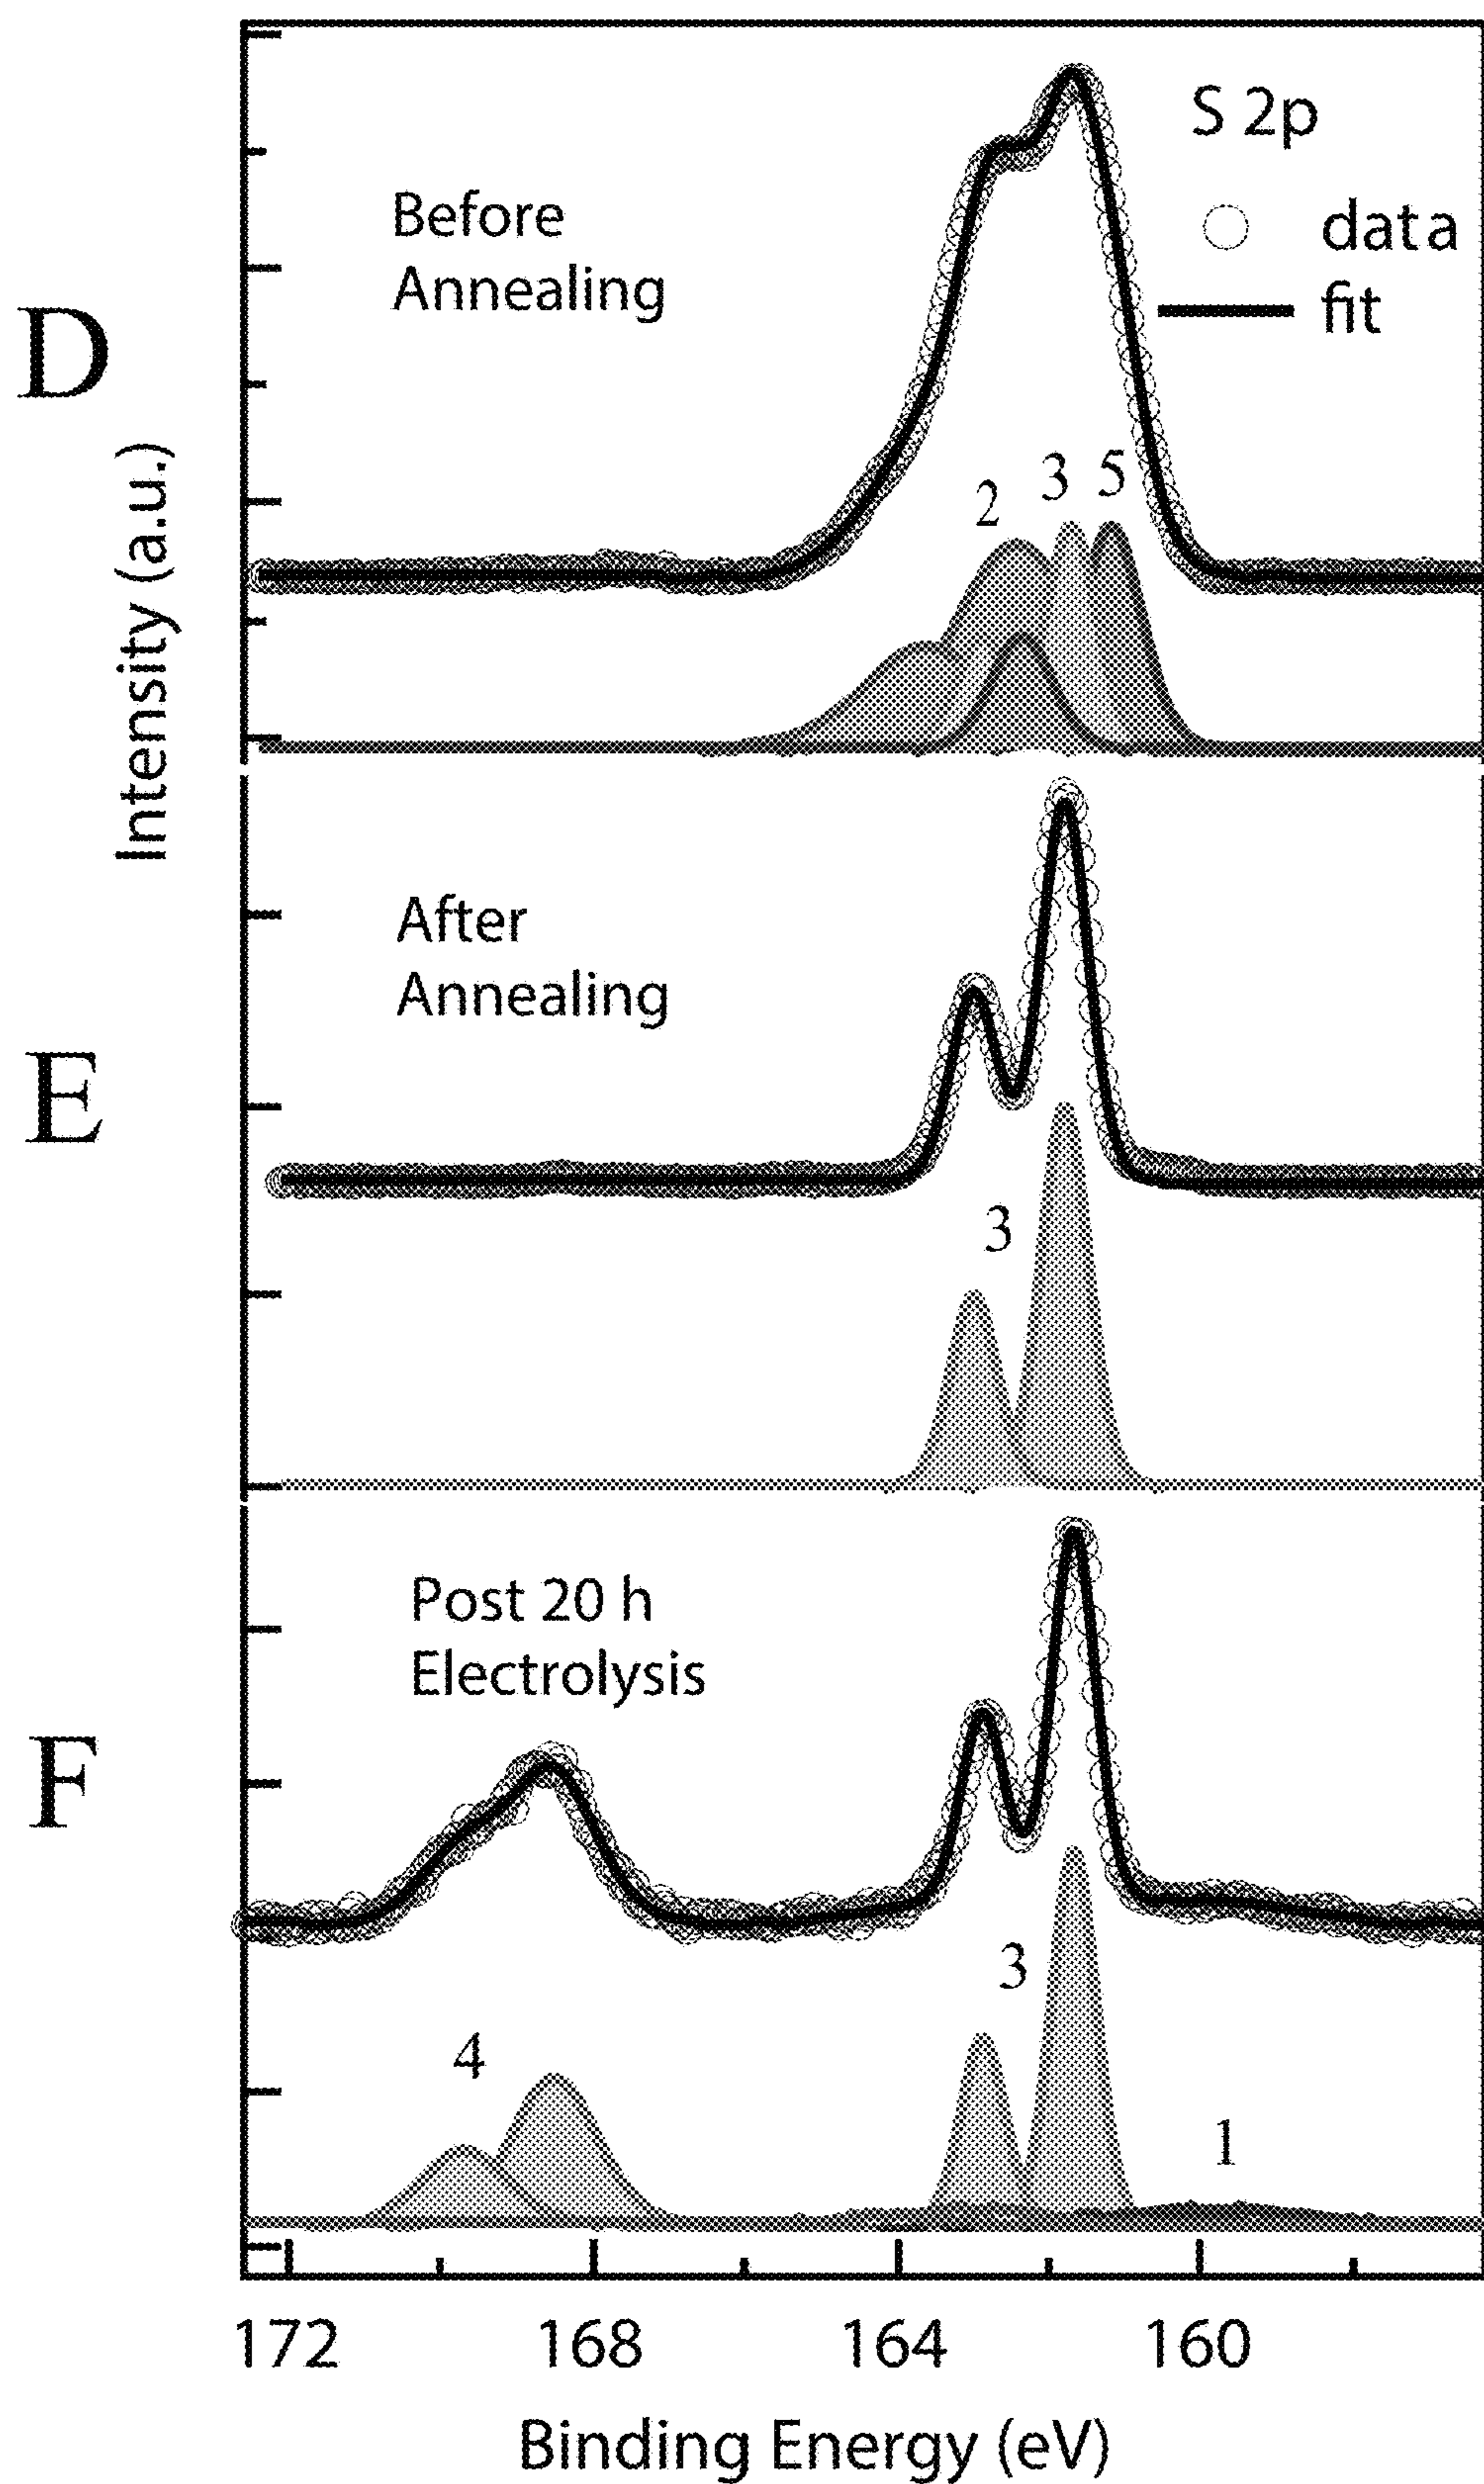 D
Intensity (a.u.)
S 2p
data
fit
Before
Annealing
2
3
5
E
After
Annealing
3
F
Post 20 h
Electrolysis
3
4
1
172
168
164
160
Binding Energy (eV)